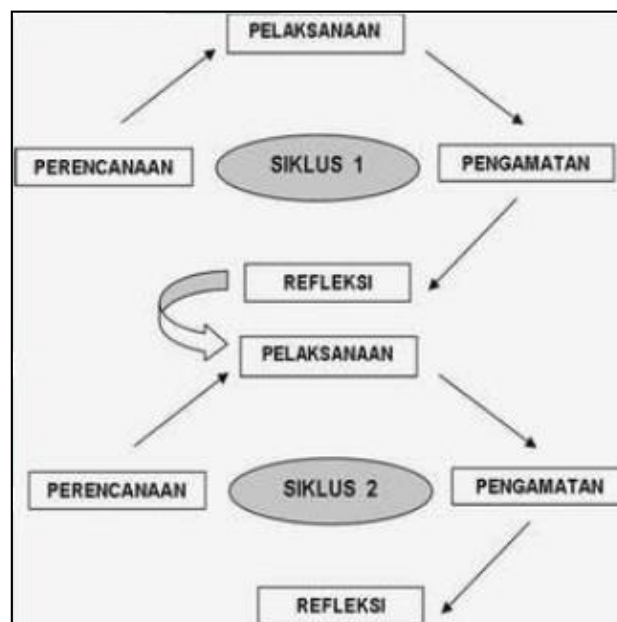 PELAKSANAAN
PERENCANAAN
SIKLUS 1
PENGAMATAN
REFLEKSI
PELAKSANAAN
PERENCANAAN
SIKLUS 2
PENGAMATAN
REFLEKSI